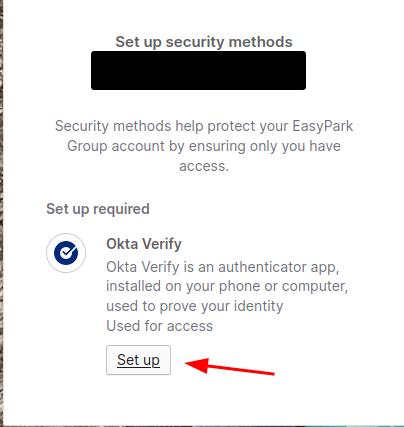 Set up security methods
Security methods help protect your EasyPark
Group account by ensuring only you have
access.
Set up required
Okta Verify
Okta Verify is an authenticator app,
installed on your phone or computer,
used to prove your identity
Used for access
Set up